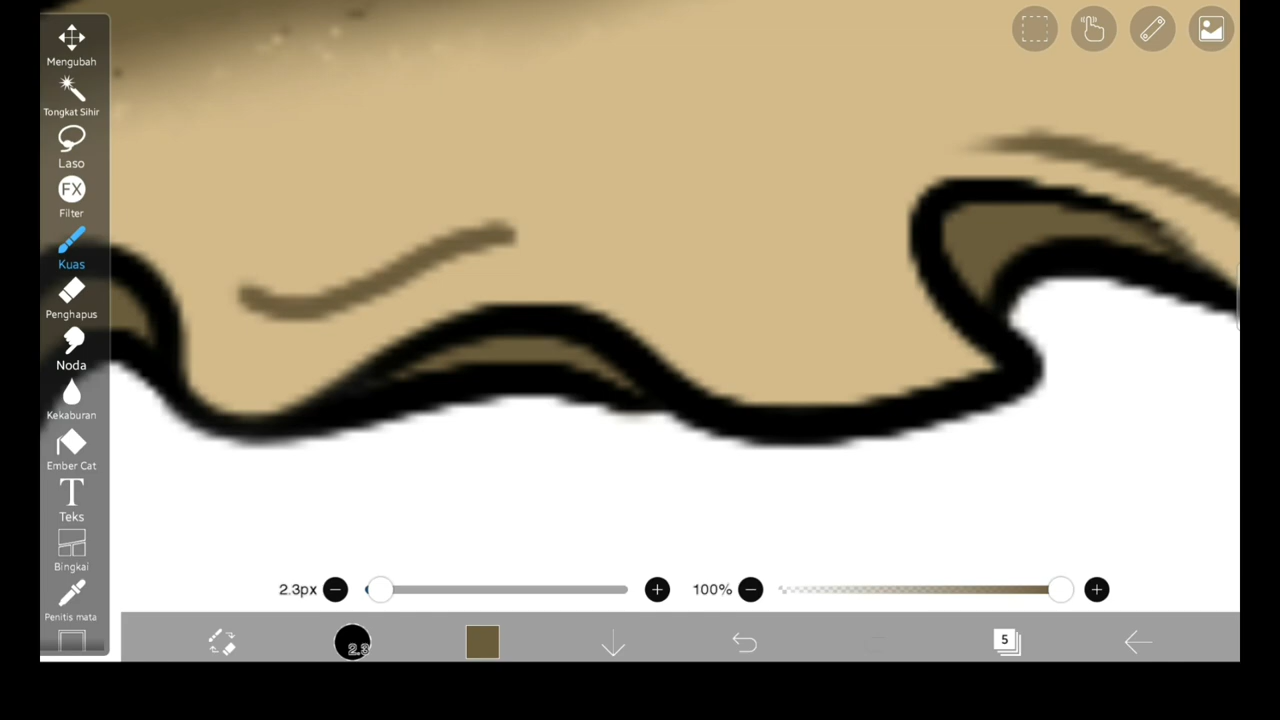 Mengubah
Tongkat Sihir
Laso
FX
Filter
Kuas
Penghapus
Noda
Kekaburan
Ember Cat
T
Teks
Bingkai
Penitis mata
2.3px
100%
2.3
5